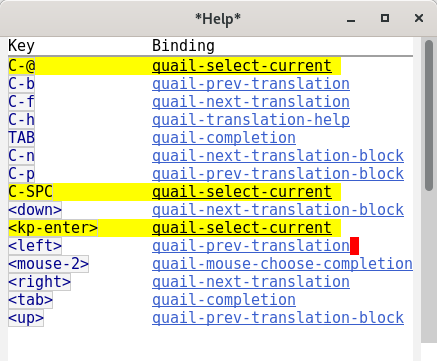 *Help*
Key Binding
C-@ quail-select-current
C-b quail-prev-translation
C-f quail-next-translation
C-h quail-translation-help
TAB quail-completion
C-n quail-next-translation-block
C-p quail-prev-translation-block
C-SPC quail-select-current
<down> quail-next-translation-block
<kp-enter> quail-select-current
<left> quail-prev-translation
<mouse-2> quail-mouse-choose-completion
<right> quail-next-translation
<tab> quail-completion
<up> quail-prev-translation-block